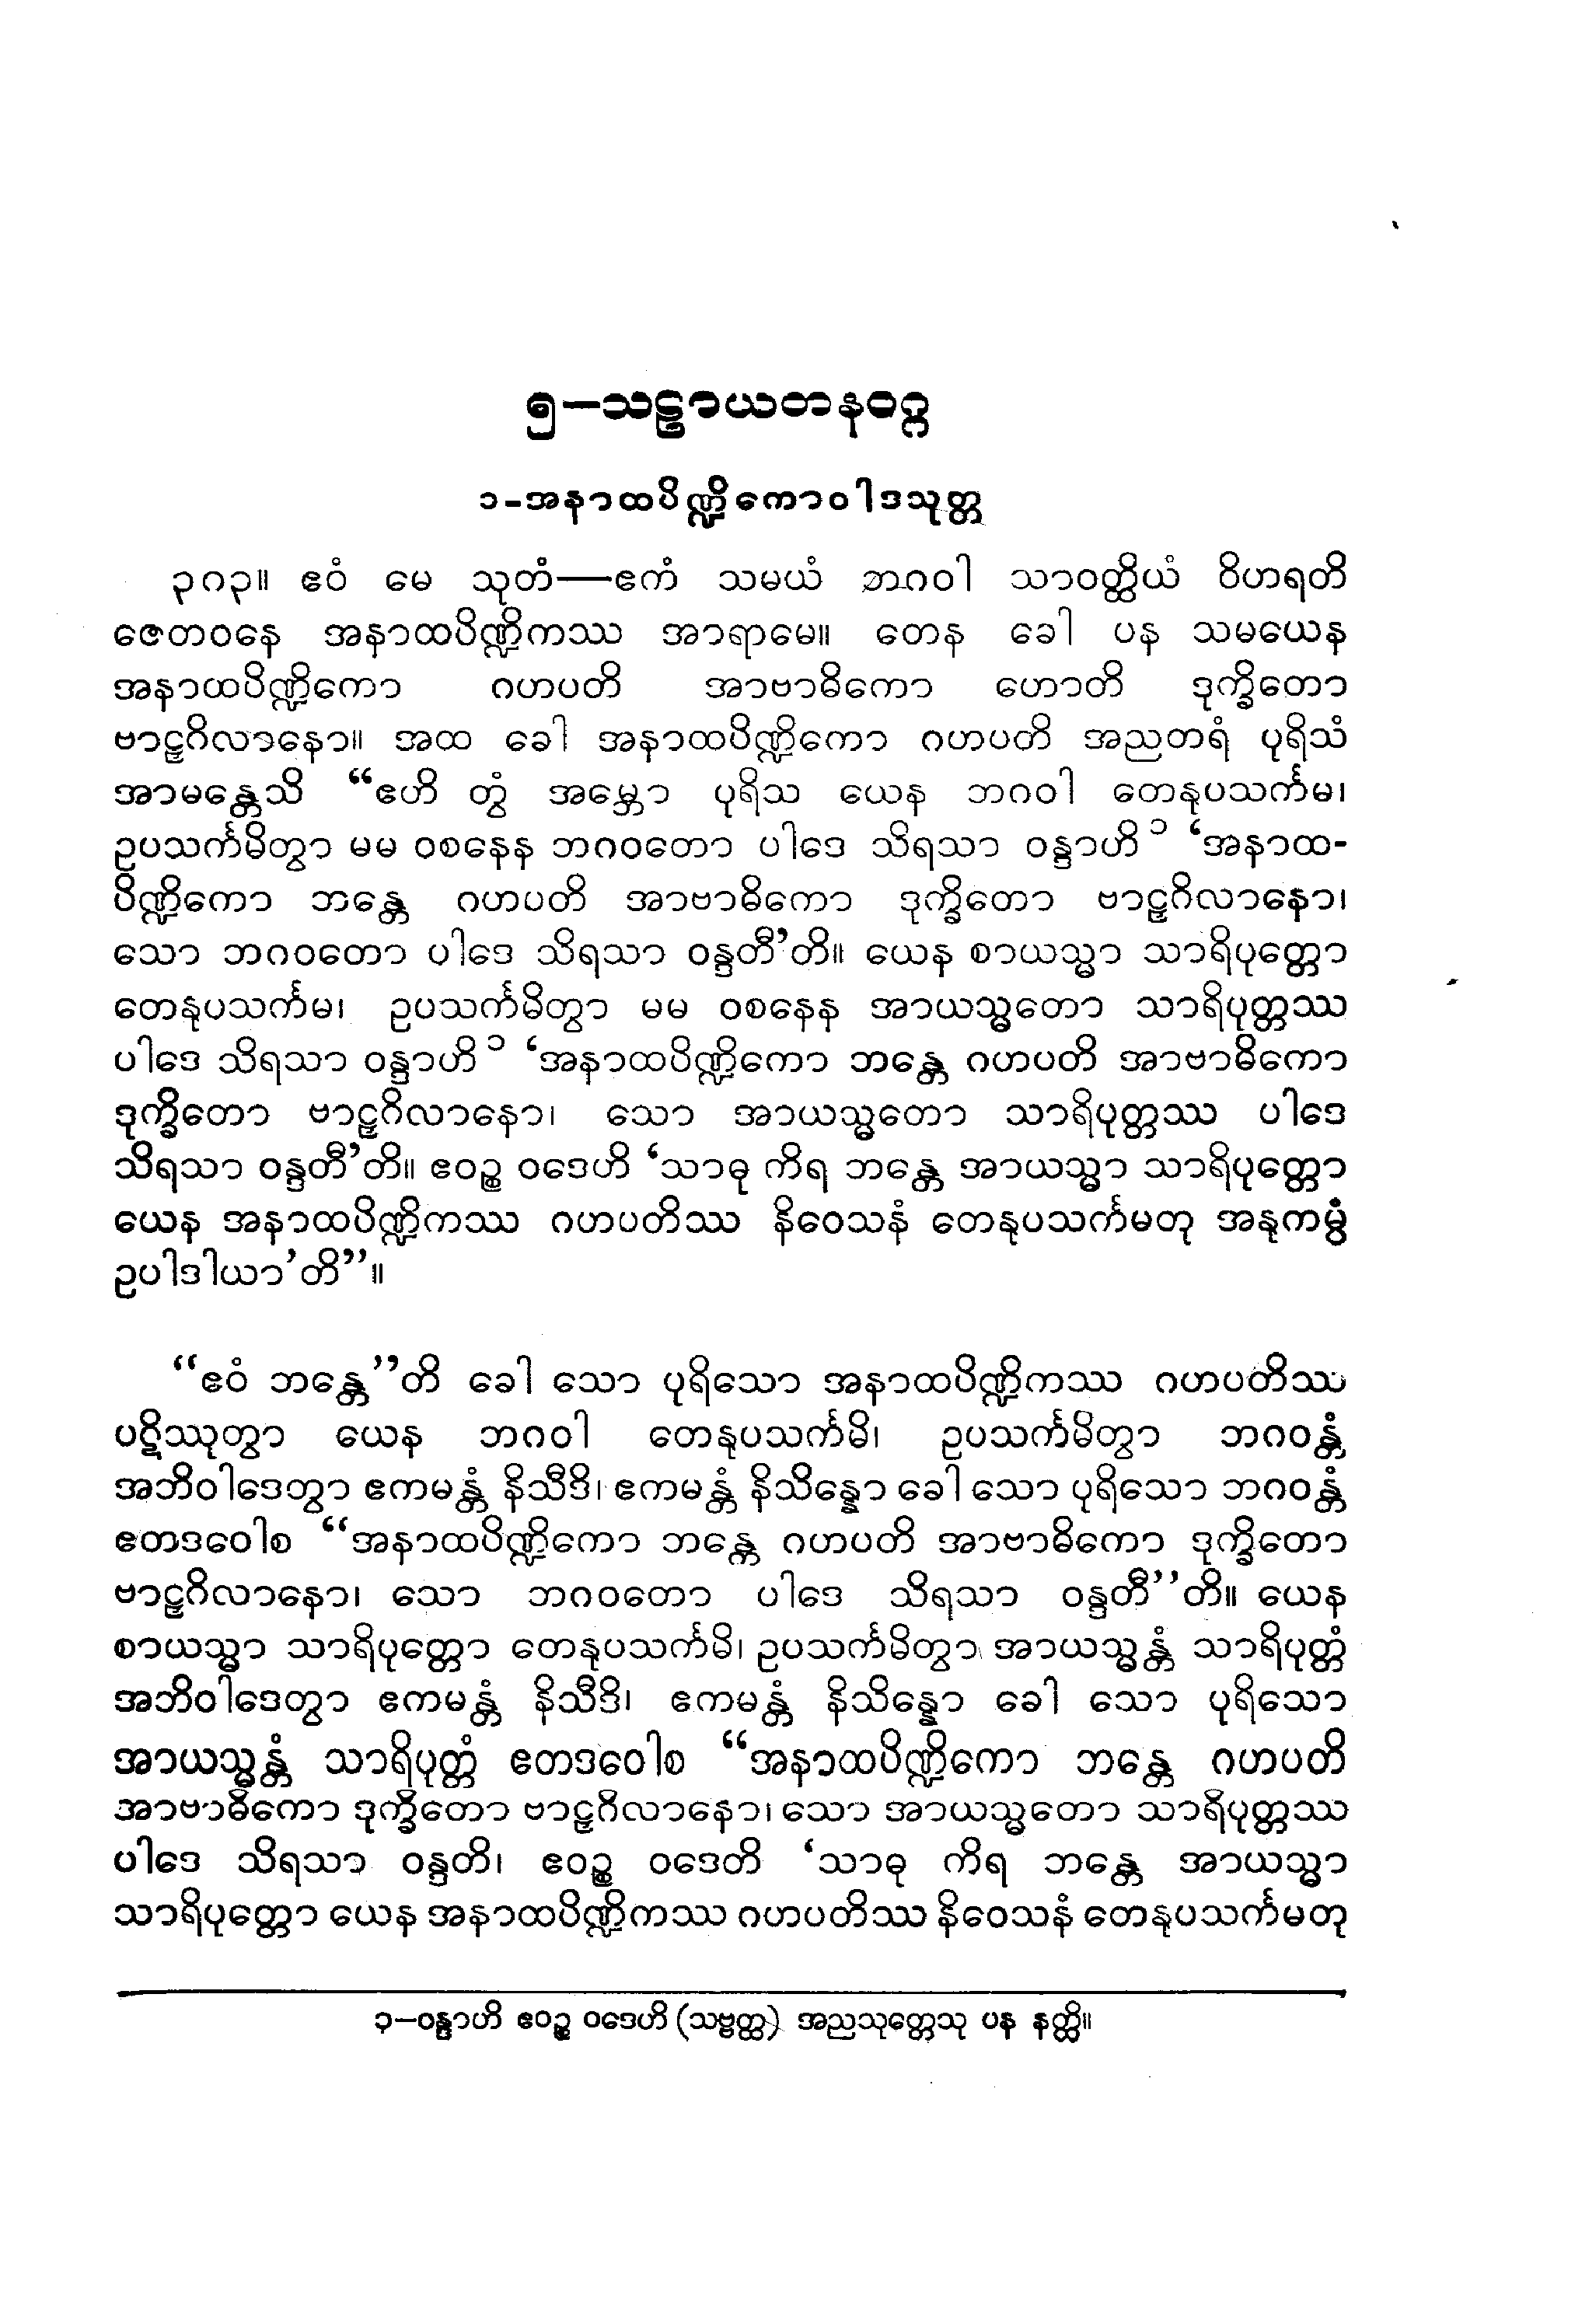 ၅−သဠာယတနဝဂ္ဂ
၁-အနာထပိဏ္ဍိကောဝါဒသုတ္တ
၃၈၃။ ဧဝံ မေ သုတံ—ဧကံ သမယံ ဘဂဝါ သာဝတ္ထိယံ ဝိဟရတိ
ဇေတဝနေ အနာထပိဏ္ဍိကဿ အာရာမေ။ တေန ခေါ ပန သမယေန
အနာထပိဏ္ဍိကော ဂဟပတိ အာဗာဓိကော ဟောတိ ဒုက္ခိတော
ဗာဠှဂိလာနော။ အထ ခေါ အနာထပိဏ္ဍိကော ဂဟပတိ အညတရံ ပုရိသံ
အာမန္တေသိ “ဧဟိ တွံ အမ္ဘော ပုရိသ ယေန ဘဂဝါ တေနုပသင်္ကမ၊
ဥပသင်္ကမိတွာ မမ ဝစနေန ဘဂဝတော ပါဒေ သိရသာ ဝန္ဒာဟိ ၁ ‘အနာထ-
ပိဏ္ဍိကော ဘန္တေ ဂဟပတိ အာဗာဓိကော ဒုက္ခိတော ဗာဠှဂိလာနော၊
သော ဘဂဝတော ပါဒေ သိရသာ ဝန္ဒတီ’တိ။ ယေန စာယသ္မာ သာရိပုတ္တော
တေနုပသင်္ကမ၊ ဥပသင်္ကမိတွာ မမ ဝစနေန အာယသ္မတော သာရိပုတ္တဿ
ပါဒေ သိရသာ ဝန္ဒာဟိ ၁ ‘အနာထပိဏ္ဍိကော ဘန္တေ ဂဟပတိ အာဗာဓိကော
ဒုက္ခိတော ဗာဠှဂိလာနော၊ သော အာယသ္မတော သာရိပုတ္တဿ ပါဒေ
သိရသာ ဝန္ဒတီ’တိ။ ဧဝဉ္စ ဝဒေဟိ ‘သာဓု ကိရ ဘန္တေ အာယသ္မာ သာရိပုတ္တော
ယေန အနာထပိဏ္ဍိကဿ ဂဟပတိဿ နိဝေသနံ တေနုပသင်္ကမတု အနုကမ္ပံ
ဥပါဒါယာ’တိ”။
“ဧဝံ ဘန္တေ”တိ ခေါ သော ပုရိသော အနာထပိဏ္ဍိကဿ ဂဟပတိဿ
ပဋိဿုတွာ ယေန ဘဂဝါ တေနုပသင်္ကမိ၊ ဥပသင်္ကမိတွာ ဘဂဝန္တံ
အဘိဝါဒေတွာ ဧကမန္တံ နိသီဒိ၊ ဧကမန္တံ နိသိန္နော ခေါ သော ပုရိသော ဘဂဝန္တံ
ဧတဒဝေါစ “အနာထပိဏ္ဍိကော ဘန္တေ ဂဟပတိ အာဗာဓိကော ဒုက္ခိတော
ဗာဠှဂိလာနော၊ သော ဘဂဝတော ပါဒေ သိရသာ ဝန္ဒတီ”တိ။ ယေန
စာယသ္မာ သာရိပုတ္တော တေနုပသင်္ကမိ၊ ဥပသင်္ကမိတွာ အာယသ္မန္တံ သာရိပုတ္တံ
အဘိဝါဒေတွာ ဧကမန္တံ နိသီဒိ၊ ဧကမန္တံ နိသိန္နော ခေါ သော ပုရိသော
အာယသ္မန္တံ သာရိပုတ္တံ ဧတဒဝေါစ “အနာထပိဏ္ဍိကော ဘန္တေ ဂဟပတိ
အာဗာဓိကော ဒုက္ခိတော ဗာဠှဂိလာနော၊ သော အာယသ္မတော သာရိပုတ္တဿ
ပါဒေ သိရသာ ဝန္ဒတိ၊ ဧဝဉ္စ ဝဒေတိ ‘သာဓု ကိရ ဘန္တေ အာယသ္မာ
သာရိပုတ္တော ယေန အနာထပိဏ္ဍိကဿ ဂဟပတိဿ နိဝေသနံ တေနုပသင်္ကမတု
၁−ဝန္ဒာဟိ ဧဝဉ္စ ဝဒေဟိ (သဗ္ဗတ္ထ) အညသုတ္တေသု ပန နတ္ထိ။